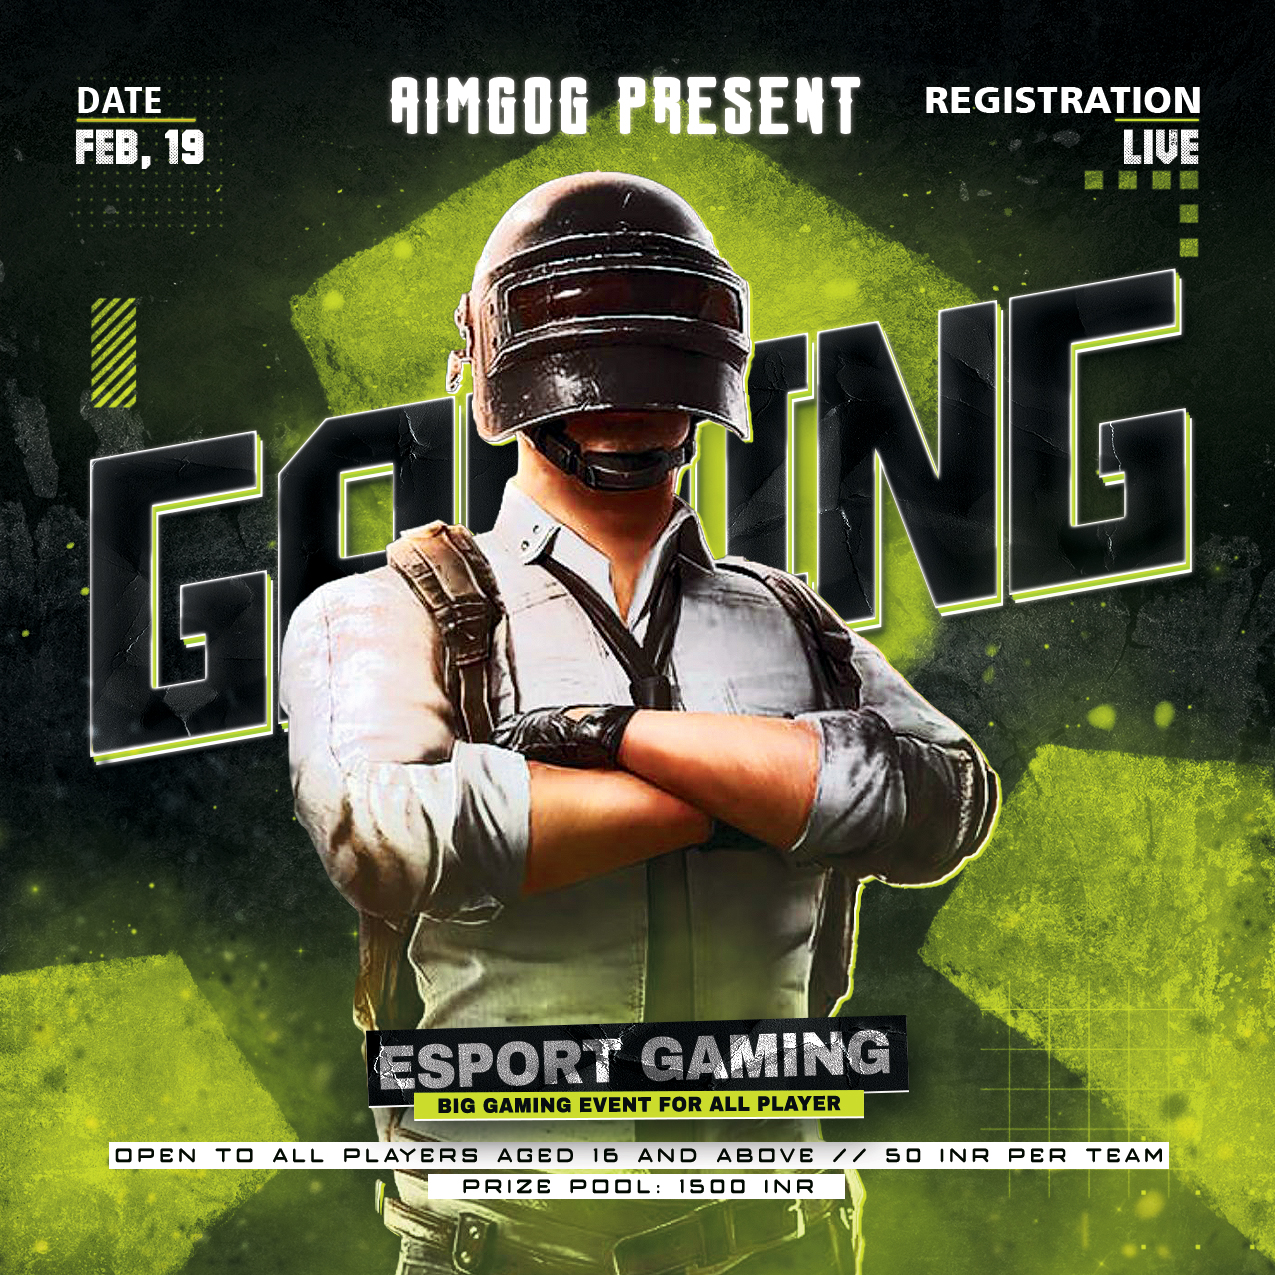 DATE
FEB, 19
AIMGOG PRESENT
REGISTRATION
LIVE
GAMING
ESPORT GAMING
BIG GAMING EVENT FOR ALL PLAYER
OPEN TO ALL PLAYERS AGED 16 AND ABOVE // 50 INR PER TEAM
PRIZE POOL: 1500 INR